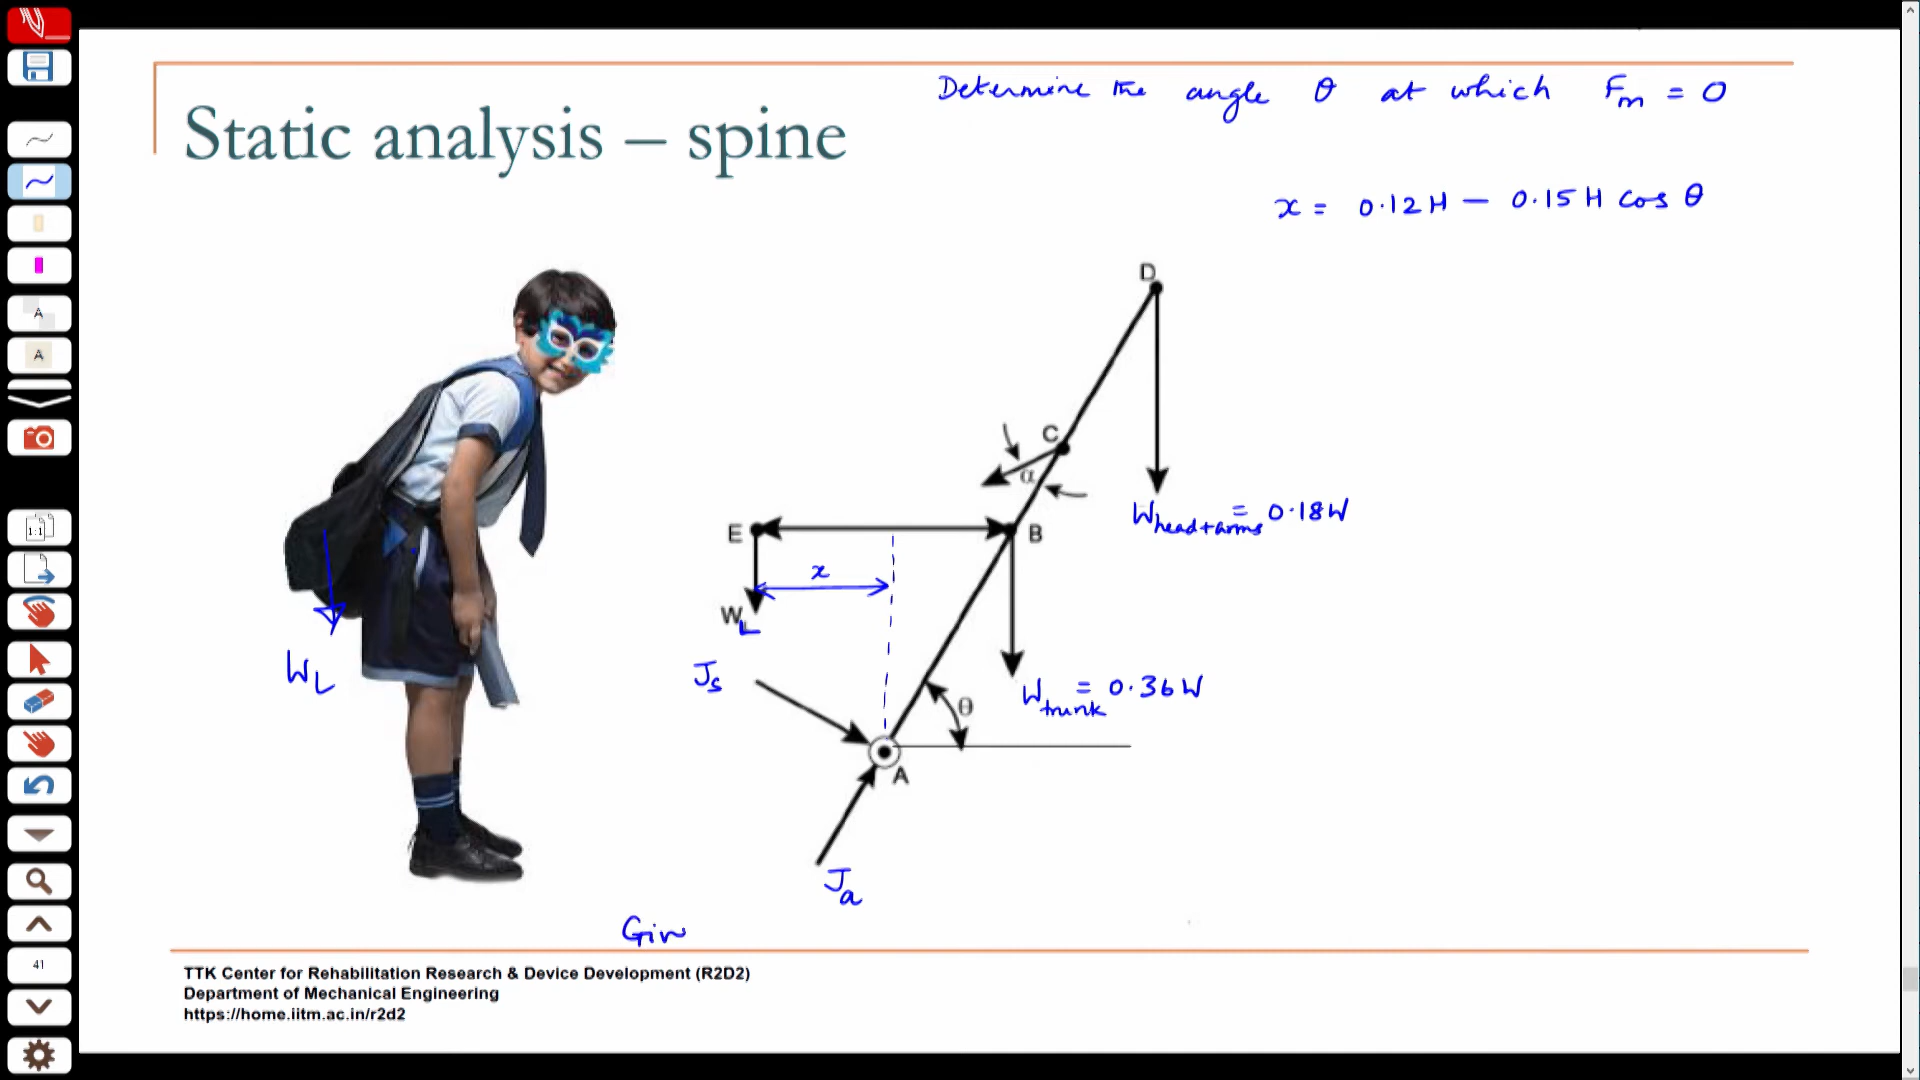 Determine the angle θ at which Fm = 0
Static analysis – spine
x = 0.12H – 0.15H cos θ
D
C
α
Whead+arms = 0.18W
E
B
x
WL
WL
Js
Wtrunk = 0.36W
θ
A
Ja
Giv
TTK Center for Rehabilitation Research & Device Development (R2D2)
Department of Mechanical Engineering
https://home.iitm.ac.in/r2d2
A
A
1:1
41